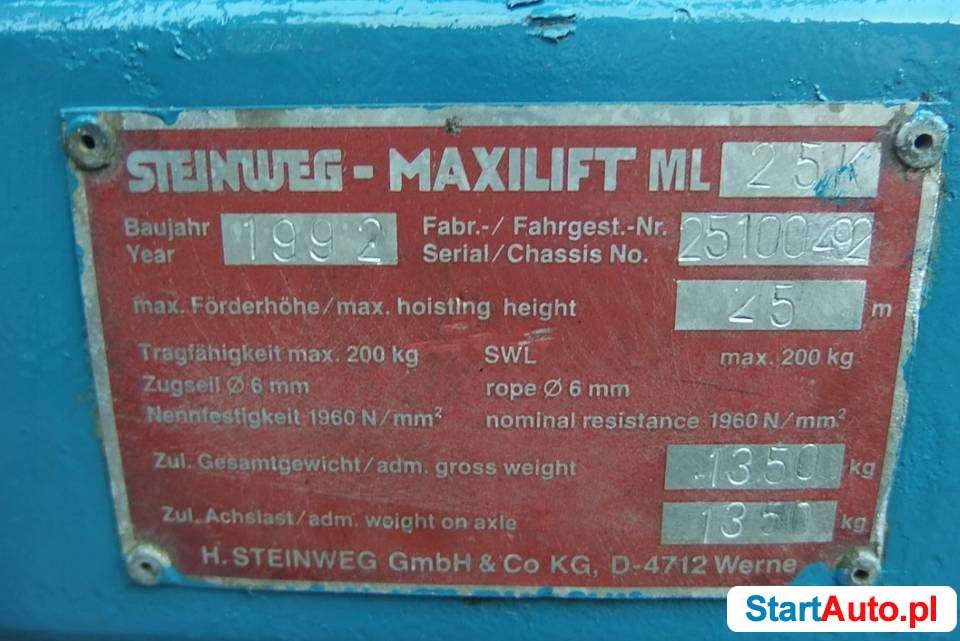 STEINWEG - MAXILIFT ML 25K
Baujahr 1992 Fabr.-/Fahrgest.-Nr. 25100492
Year Serial/Chassis No.
max. Förderhöhe/max. hoisting height 25 m
Tragfähigkeit max. 200 kg SWL max. 200 kg
Zugseil Ø 6 mm rope Ø 6 mm
Nennfestigkeit 1960 N/mm² nominal resistance 1960 N/mm²
Zul. Gesamtgewicht/adm. gross weight 1350 kg
Zul. Achslast/adm. weight on axle 1350 kg
H. STEINWEG GmbH & Co KG, D-4712 Werne
StartAuto.pl